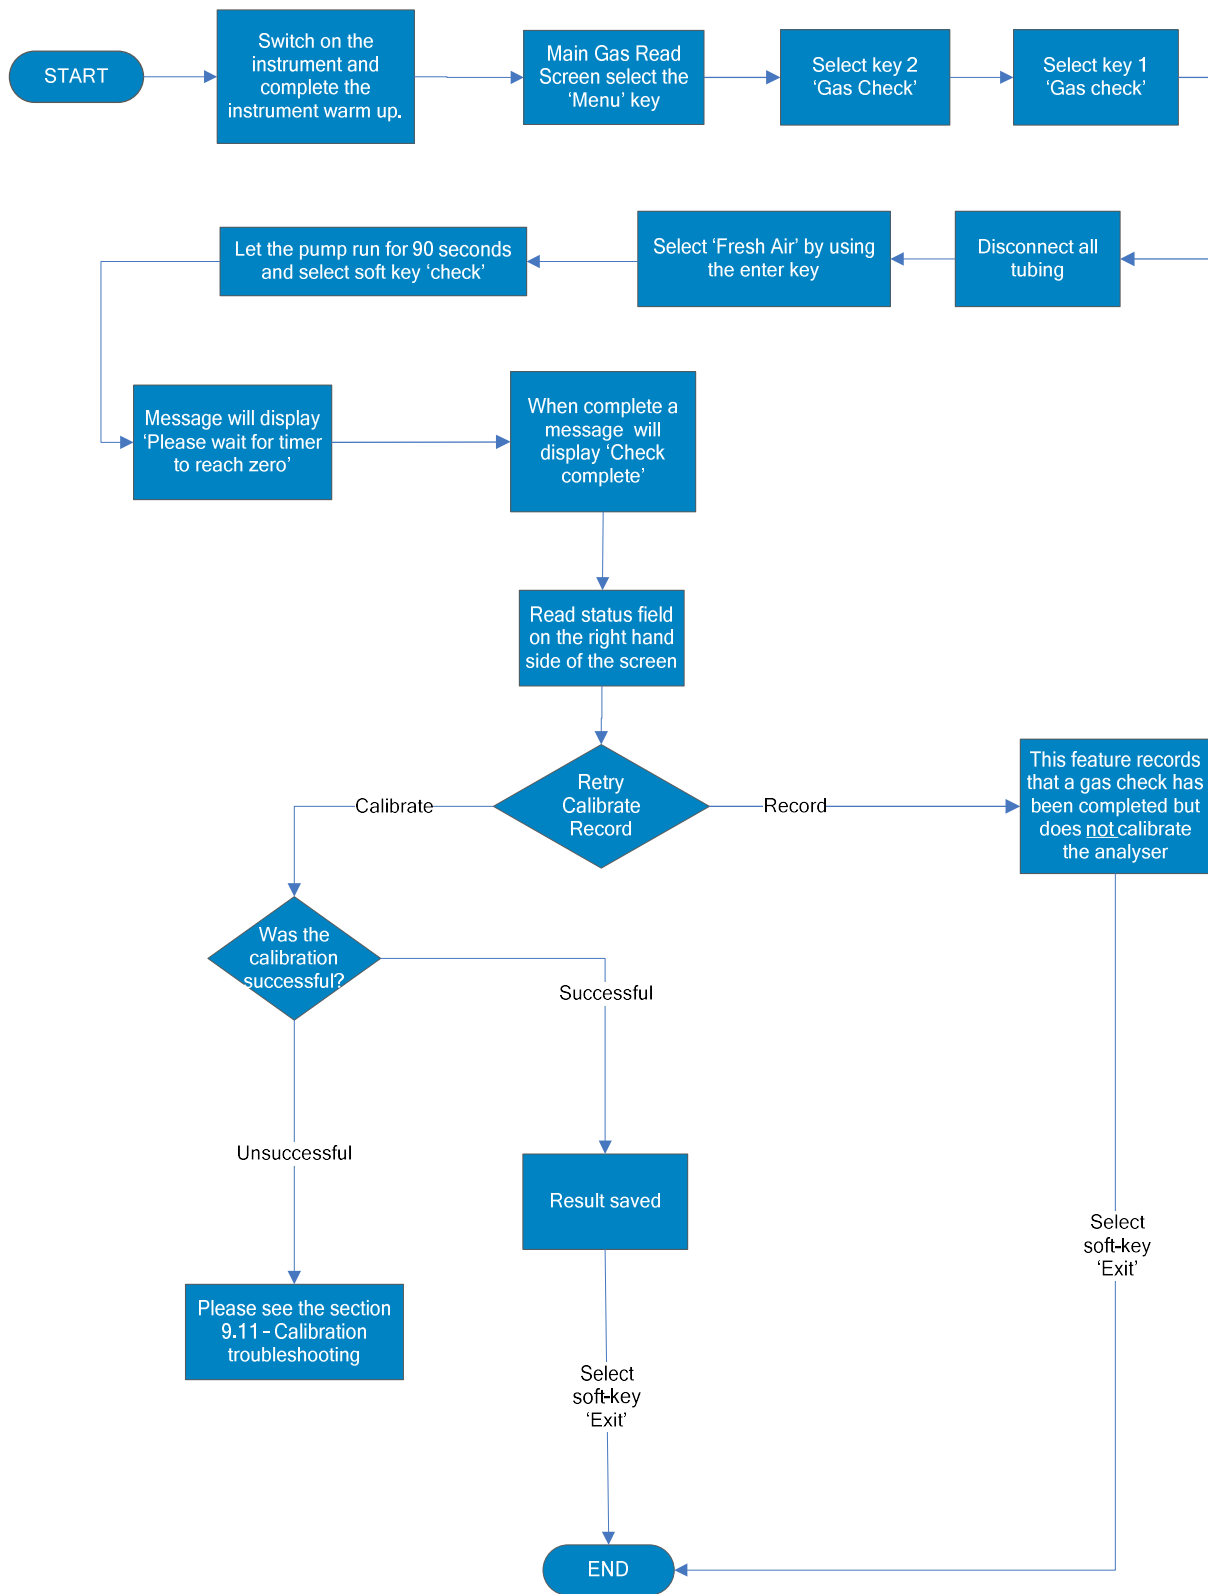 START
Switch on the
instrument and
complete the
instrument warm up.
Main Gas Read
Screen select the
‘Menu’ key
Select key 2
‘Gas Check’
Select key 1
‘Gas check’
Disconnect all
tubing
Select ‘Fresh Air’ by using
the enter key
Let the pump run for 90 seconds
and select soft key ‘check’
Message will display
‘Please wait for timer
to reach zero’
When complete a
message will
display ‘Check
complete’
Read status field
on the right hand
side of the screen
Retry
Calibrate
Record
Calibrate
Record
This feature records
that a gas check has
been completed but
does not calibrate
the analyser
Was the
calibration
successful?
Successful
Unsuccessful
Result saved
Please see the section
9.11 – Calibration
troubleshooting
Select
soft-key
‘Exit’
Select
soft-key
‘Exit’
END